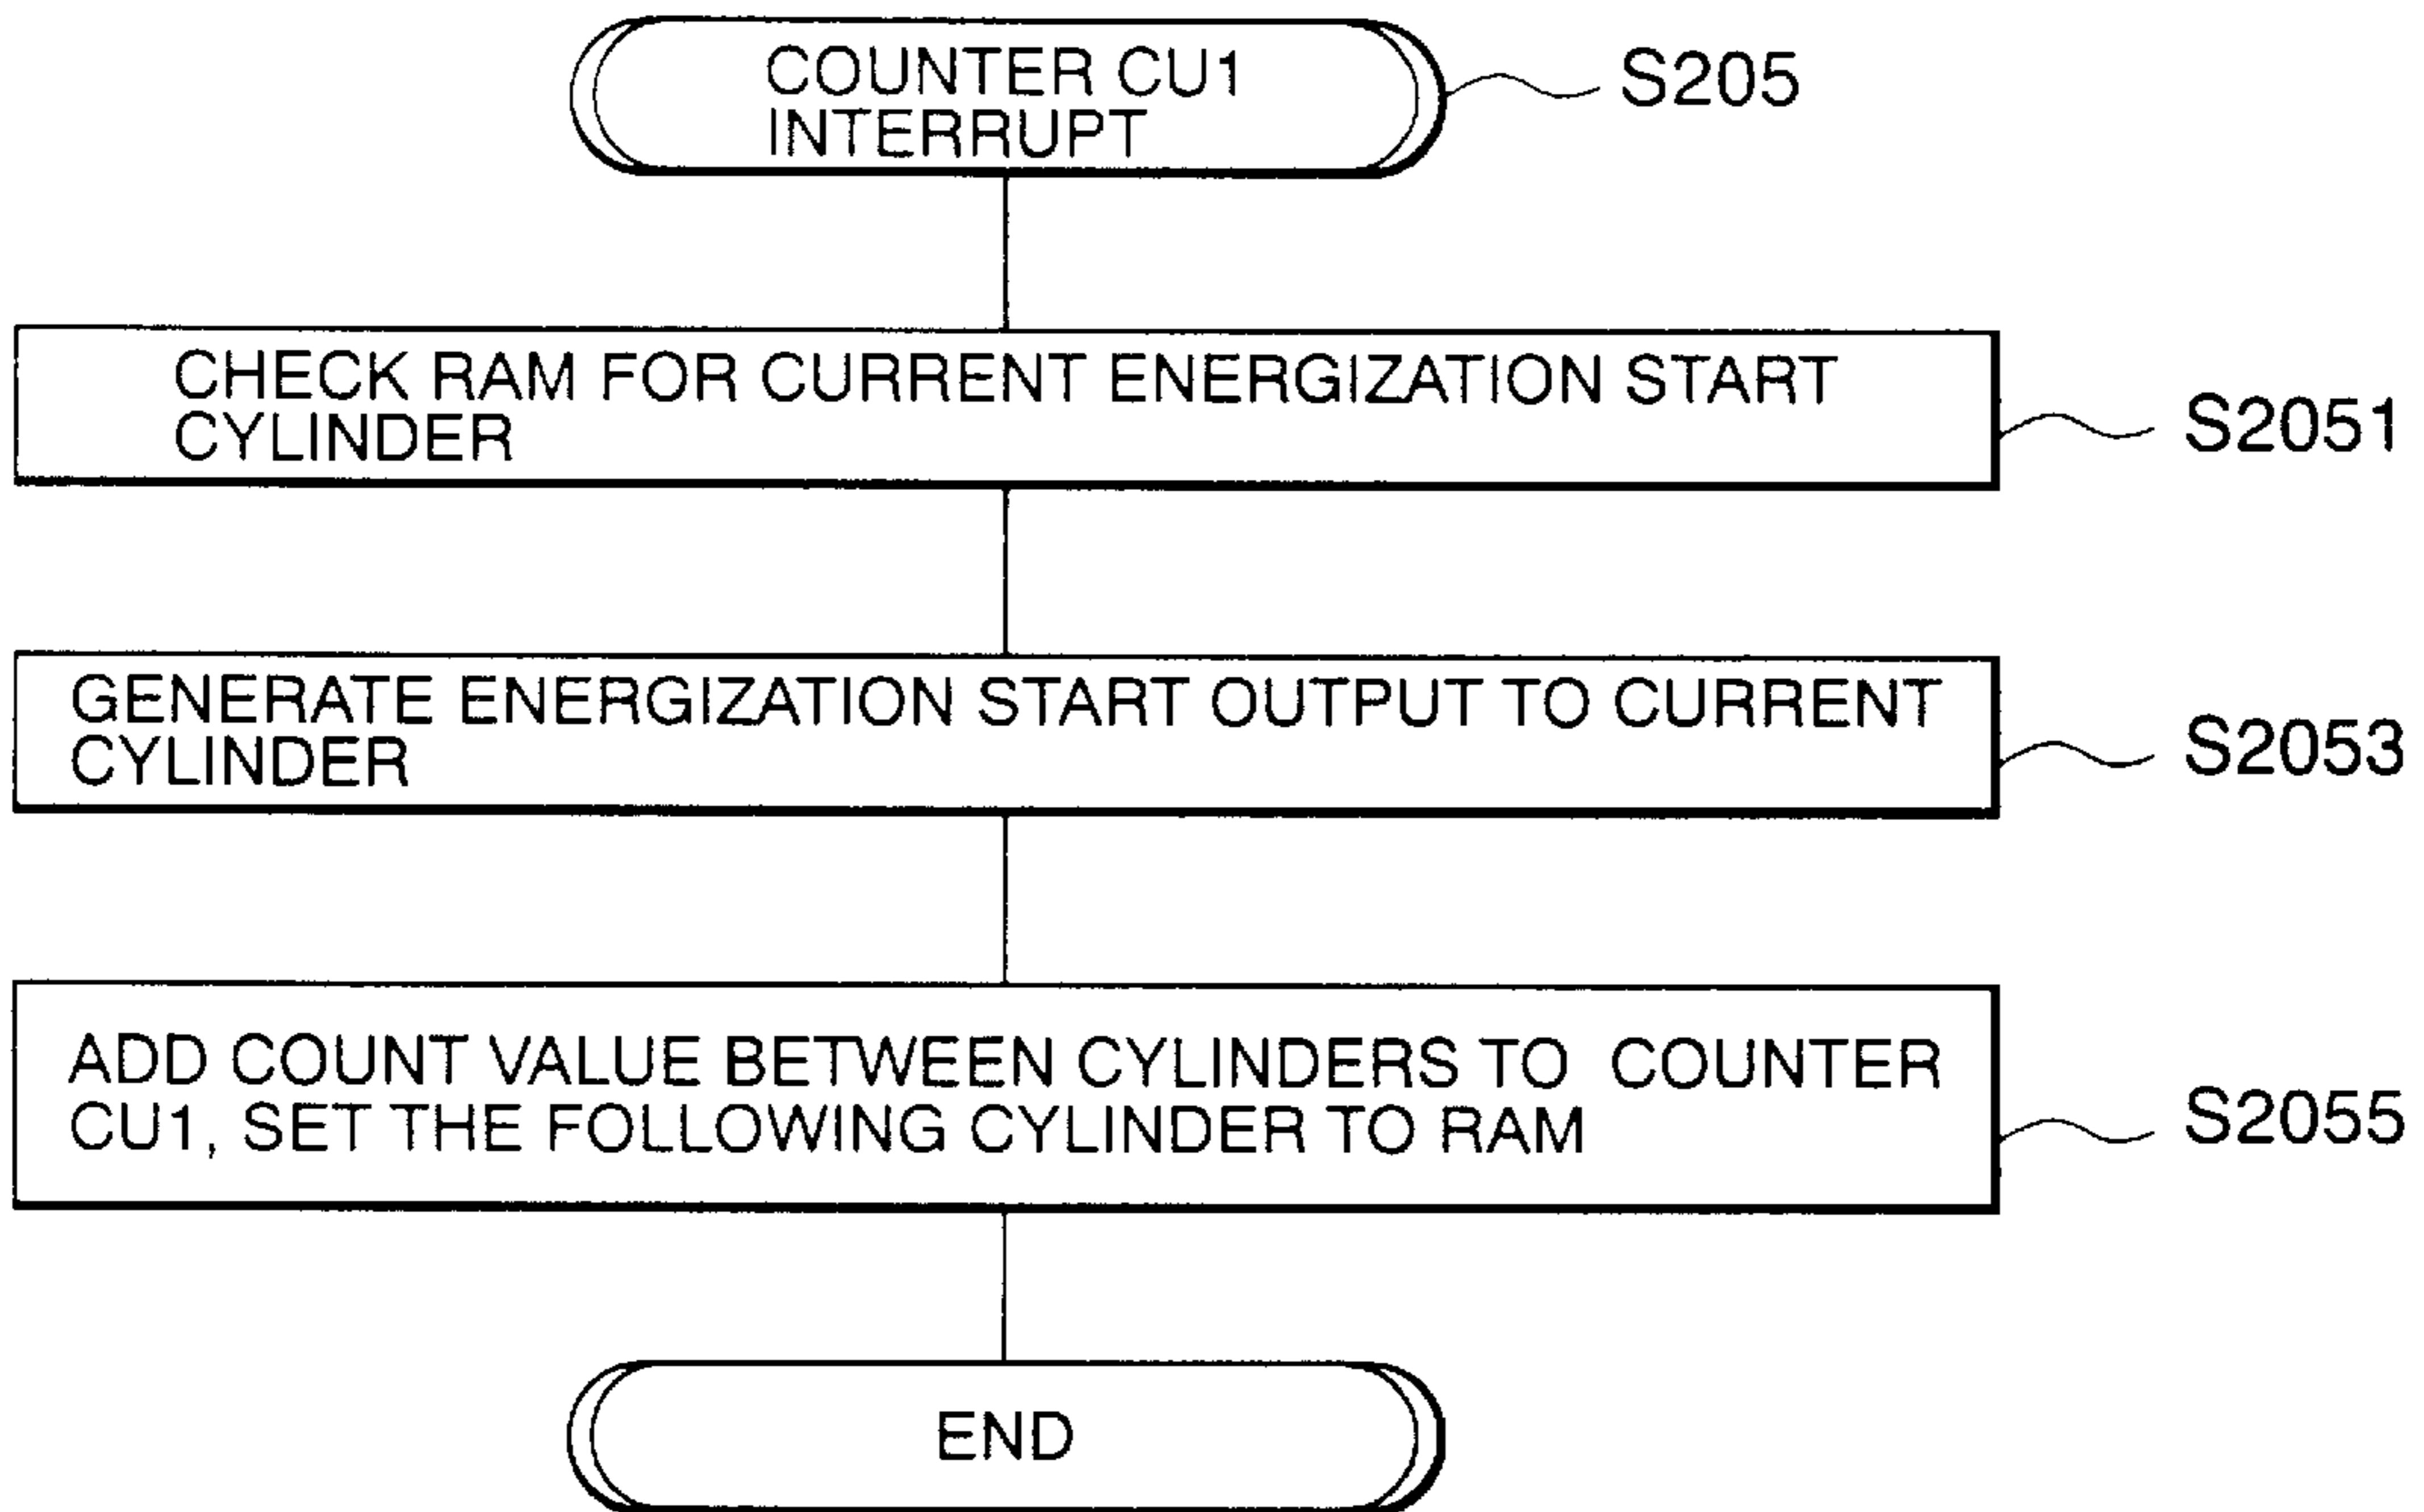 COUNTER CU1
INTERRUPT
S205
CHECK RAM FOR CURRENT ENERGIZATION START
CYLINDER
S2051
GENERATE ENERGIZATION START OUTPUT TO CURRENT
CYLINDER
S2053
ADD COUNT VALUE BETWEEN CYLINDERS TO COUNTER
CU1, SET THE FOLLOWING CYLINDER TO RAM
S2055
END